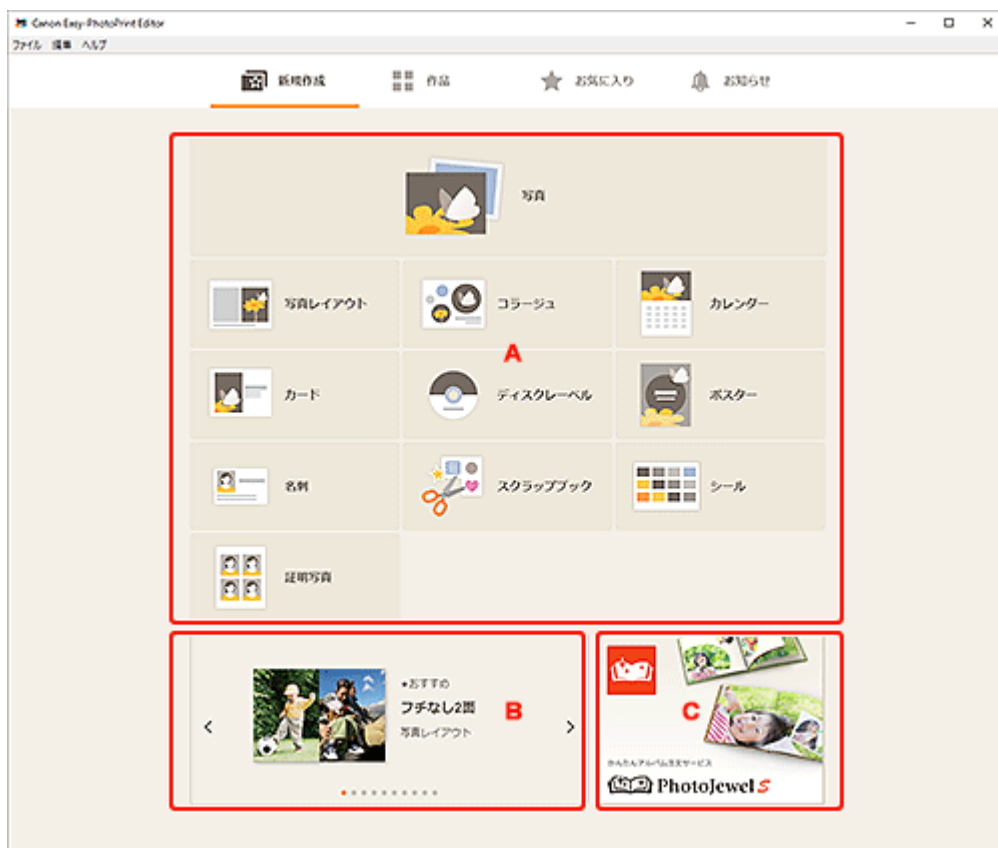 Canon Easy-PhotoPrint Editor
ファイル 編集 ヘルプ
新規作成 作品 お気に入り お知らせ
写真
写真レイアウト コラージュ カレンダー
A
カード ディスクレーベル ポスター
名刺 スクラップブック シール
証明写真
●おすすめ
フチなし2面
写真レイアウト
B
C
かんたんアルバム注文サービス
PhotoJewel S